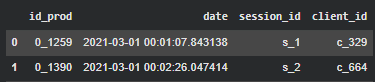 id_prod date session_id client_id
0 0_1259 2021-03-01 00:01:07.843138 s_1 c_329
1 0_1390 2021-03-01 00:02:26.047414 s_2 c_664